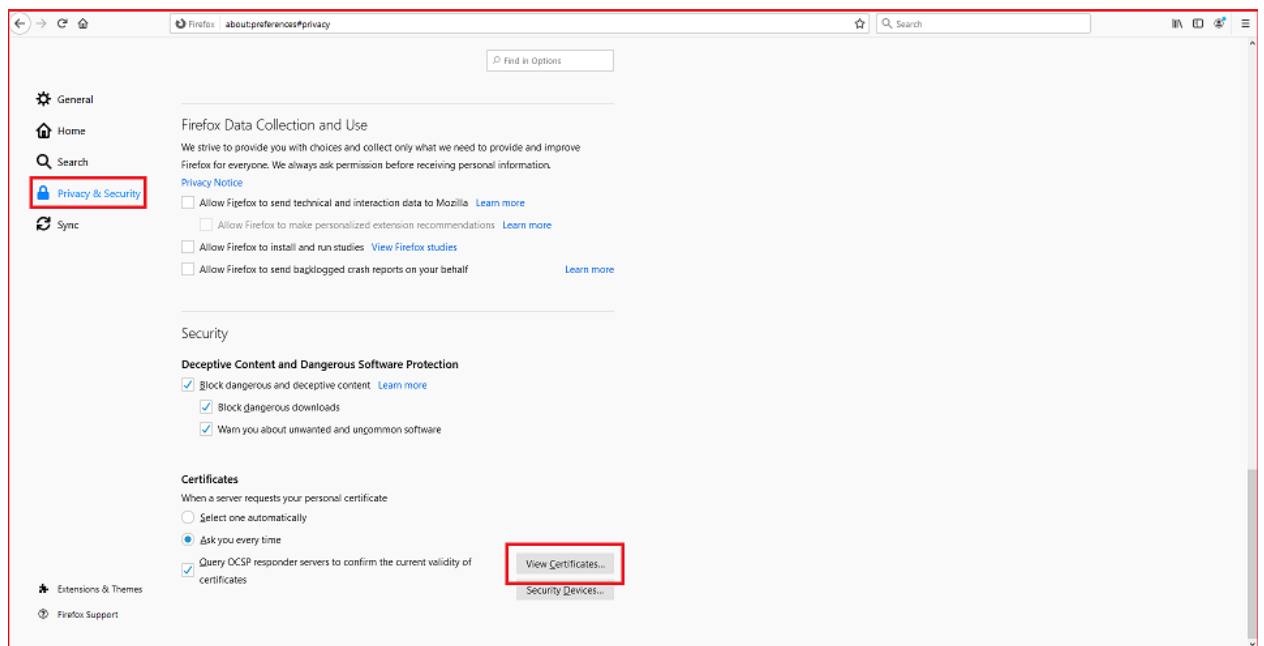 Firefox about:preferences#privacy
Search
Find in Options
General
Home
Search
Privacy & Security
Sync
Firefox Data Collection and Use
We strive to provide you with choices and collect only what we need to provide and improve
Firefox for everyone. We always ask permission before receiving personal information.
Privacy Notice
Allow Firefox to send technical and interaction data to Mozilla Learn more
Allow Firefox to make personalized extension recommendations Learn more
Allow Firefox to install and run studies View Firefox studies
Allow Firefox to send backlogged crash reports on your behalf Learn more
Security
Deceptive Content and Dangerous Software Protection
Block dangerous and deceptive content Learn more
Block dangerous downloads
Warn you about unwanted and uncommon software
Certificates
When a server requests your personal certificate
Select one automatically
Ask you every time
Query OCSP responder servers to confirm the current validity of
certificates
View Certificates...
Security Devices...
Extensions & Themes
Firefox Support